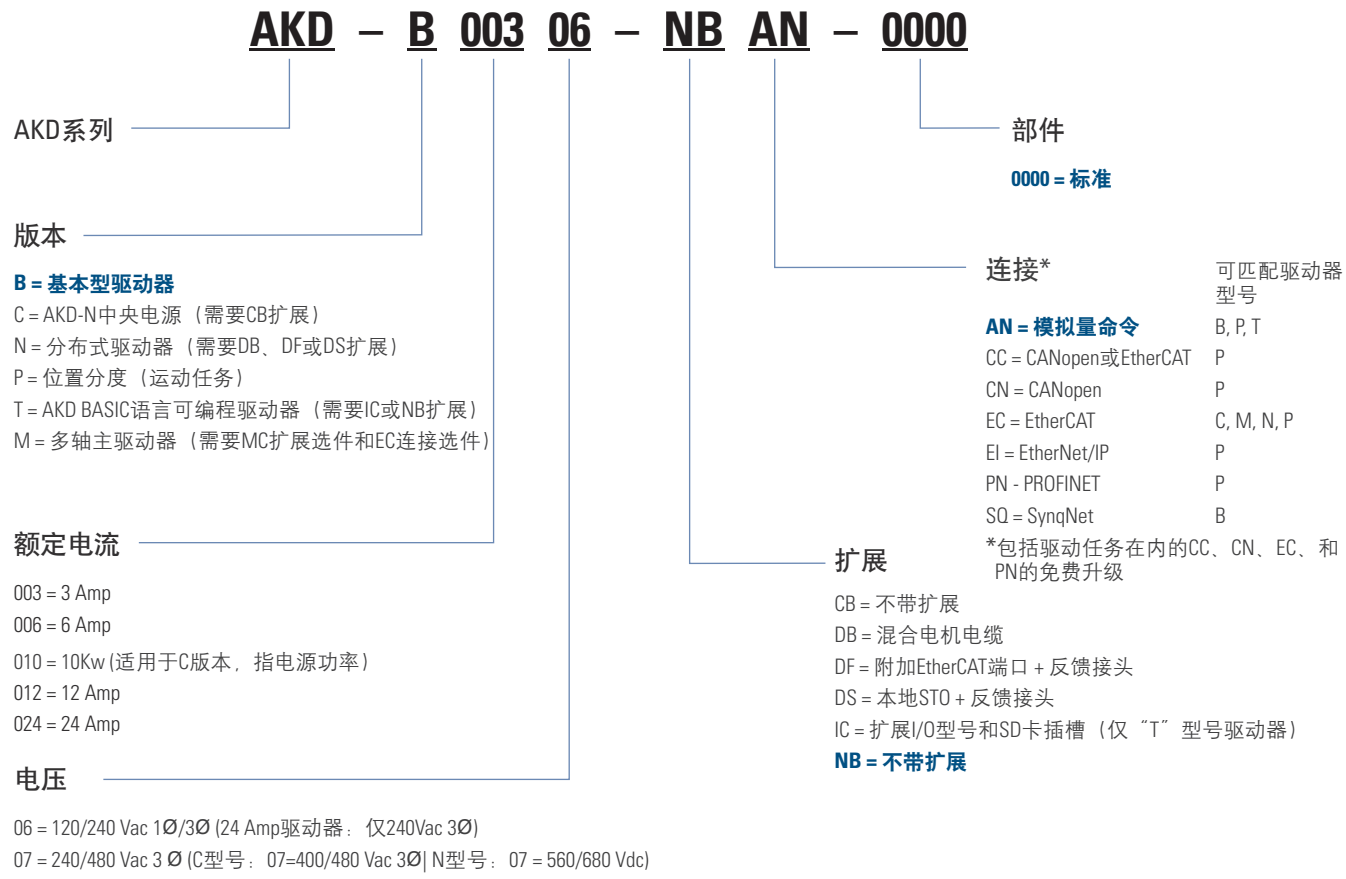 AKD – B 003 06 – NB AN – 0000
AKD系列
版本
B = 基本型驱动器
C = AKD-N中央电源（需要CB扩展）
N = 分布式驱动器（需要DB、DF或DS扩展）
P = 位置分度（运动任务）
T = AKD BASIC语言可编程驱动器（需要IC或NB扩展）
M = 多轴主驱动器（需要MC扩展选件和EC连接选件）
额定电流
003 = 3 Amp
006 = 6 Amp
010 = 10Kw (适用于C版本，指电源功率）
012 = 12 Amp
024 = 24 Amp
电压
06 = 120/240 Vac 1Ø/3Ø (24 Amp驱动器：仅240Vac 3Ø)
07 = 240/480 Vac 3 Ø (C型号：07=400/480 Vac 3Ø| N型号：07 = 560/680 Vdc)
部件
0000 = 标准
连接*
可匹配驱动器
型号
AN = 模拟量命令 B, P, T
CC = CANopen或EtherCAT P
CN = CANopen P
EC = EtherCAT C, M, N, P
EI = EtherNet/IP P
PN - PROFINET P
SQ = SynqNet B
*包括驱动任务在内的CC、CN、EC、和
PN的免费升级
扩展
CB = 不带扩展
DB = 混合电机电缆
DF = 附加EtherCAT端口 + 反馈接头
DS = 本地STO + 反馈接头
IC = 扩展I/O型号和SD卡插槽（仅“T”型号驱动器）
NB = 不带扩展